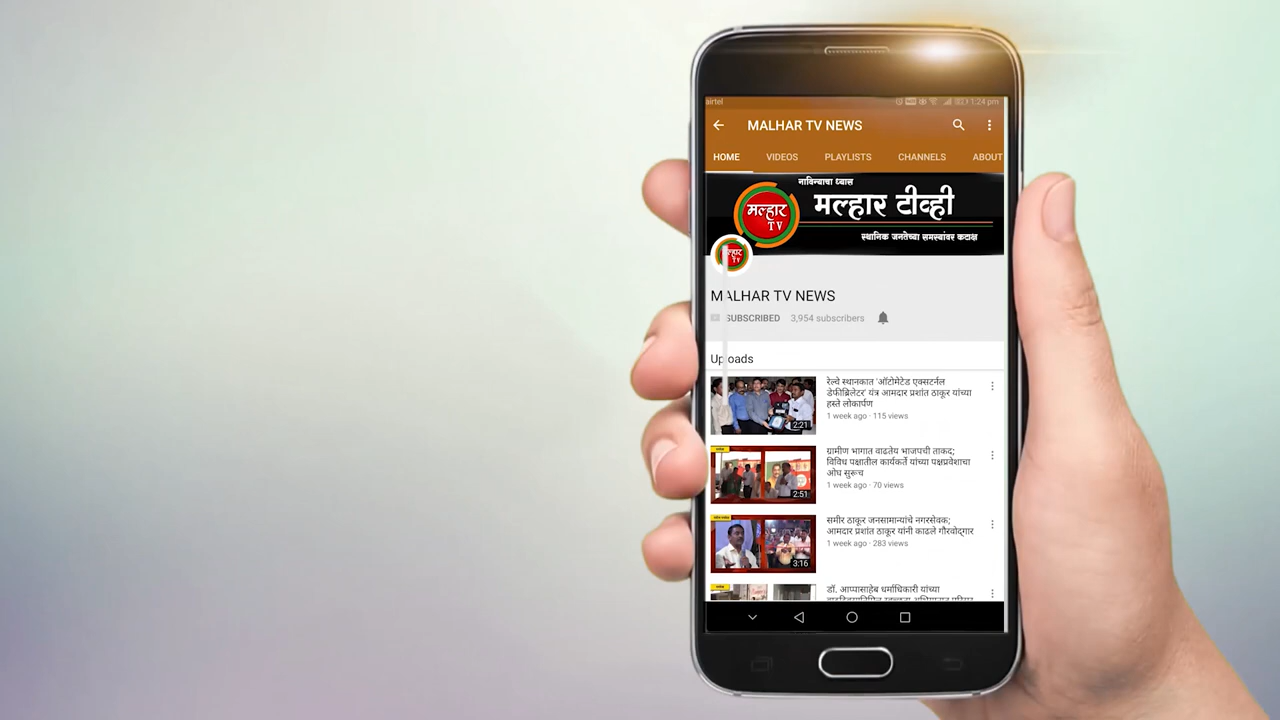 airtel 1:24 pm
MALHAR TV NEWS
HOME VIDEOS PLAYLISTS CHANNELS ABOUT
नाविन्याचा ध्यास
मल्हार टीव्ही
मल्हार
TV
स्थानिक जनतेच्या समस्यांवर कटाक्ष
मल्हार
TV
MALHAR TV NEWS
SUBSCRIBED 3,954 subscribers
Uploads
रेल्वे स्थानकात 'ऑटोमेटेड एक्सटर्नल
डेफीब्रिलेटर' यंत्र आमदार प्रशांत ठाकूर यांच्या
हस्ते लोकार्पण
1 week ago · 115 views
2:21
ग्रामीण भागात वाढतेय भाजपची ताकद;
विविध पक्षातील कार्यकर्ते यांच्या पक्षप्रवेशाचा
ओघ सुरूच
1 week ago · 70 views
2:51
समीर ठाकूर जनसामान्यांचे नगरसेवक;
आमदार प्रशांत ठाकूर यांनी काढले गौरवोद्गार
1 week ago · 283 views
3:16
डॉ. आप्पासाहेब धर्माधिकारी यांच्या